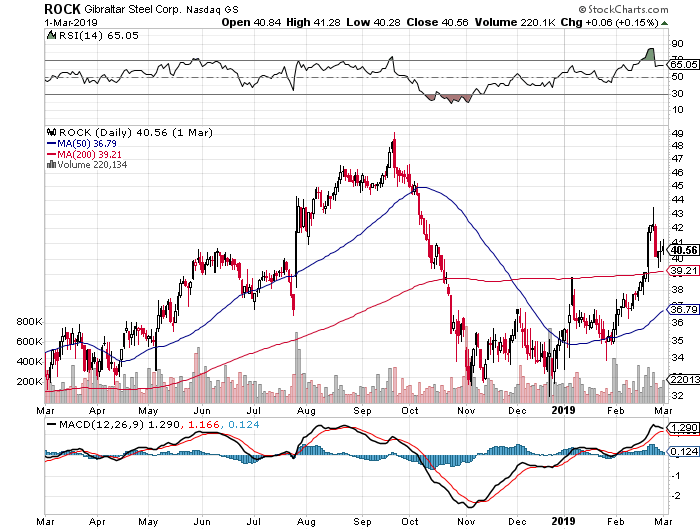 ROCK Gibraltar Steel Corp. Nasdaq GS © StockCharts.com
1-Mar-2019 Open 40.84 High 41.28 Low 40.28 Close 40.56 Volume 220.1K Chg +0.06 (+0.15%)
RSI(14) 65.05
90
70
65.05
50
30
10
ROCK (Daily) 40.56 (1 Mar)
MA(50) 36.79
MA(200) 39.21
Volume 220,134
49
48
47
46
45
44
43
42
41
40.56
40
39.21
38
36.79
36
35
34
33
32
800K
600K
400K
200K
22013
Mar Apr May Jun Jul Aug Sep Oct Nov Dec 2019 Feb Mar
MACD(12,26,9) 1.290, 1.166, 0.124
1.290
0.124
-1
-2
Mar Apr May Jun Jul Aug Sep Oct Nov Dec 2019 Feb Mar